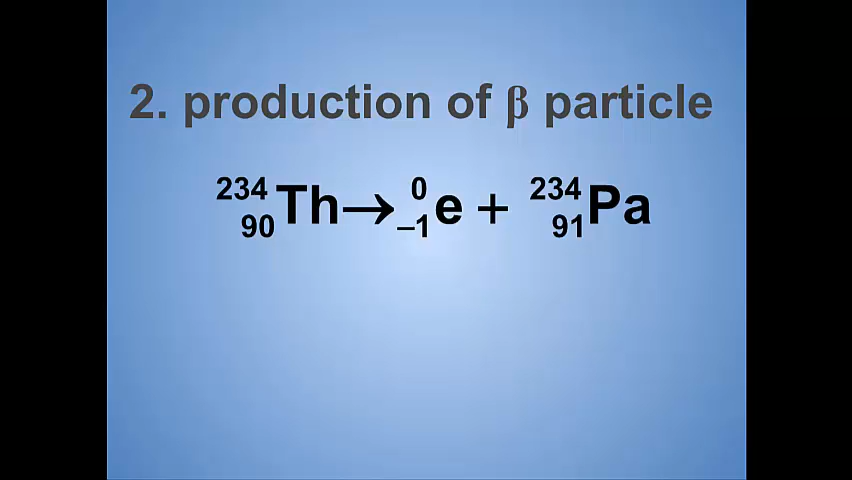 2. production of β particle
²³⁴₉₀Th→⁰₋₁e + ²³⁴₉₁Pa